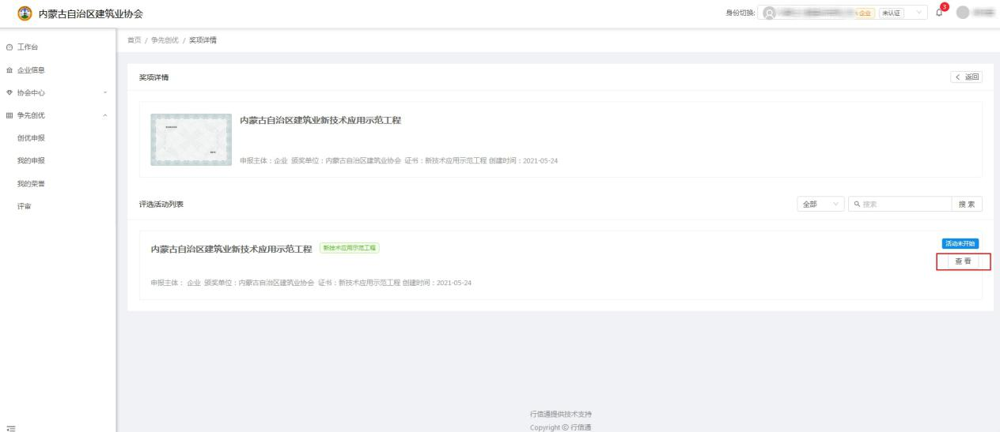 内蒙古自治区建筑业协会
身份切换:
企业
未认证
3
工作台
企业信息
协会中心
争先创优
创优申报
我的申报
我的荣誉
评审
首页 / 争先创优 / 奖项详情
奖项详情
< 返回
内蒙古自治区建筑业新技术应用示范工程
申报主体：企业 颁奖单位：内蒙古自治区建筑业协会 证书：新技术应用示范工程 创建时间：2021-05-24
评选活动列表
全部
搜索
搜 索
内蒙古自治区建筑业新技术应用示范工程
新技术应用示范工程
活动未开始
查 看
申报主体： 企业 颁奖单位：内蒙古自治区建筑业协会 证书：新技术应用示范工程 创建时间：2021-05-24
行信通提供技术支持
Copyright © 行信通